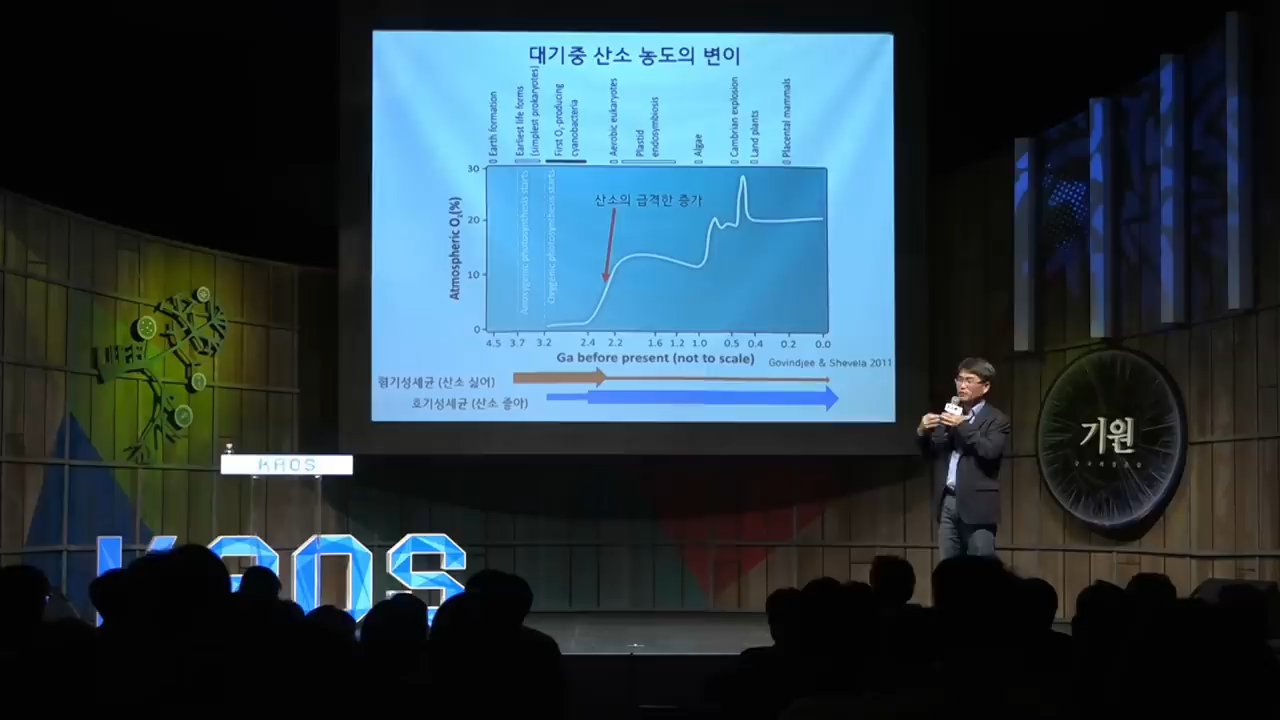 대기중 산소 농도의 변이
Earth formation
Earliest life forms
(simplest prokaryotes)
First O₂-producing
cyanobacteria
Aerobic eukaryotes
Plastid
endosymbiosis
Algae
Cambrian explosion
Land plants
Placental mammals
Atmospheric O₂(%)
30
20
10
0
Anoxygenic photosynthesis starts
Oxygenic photosynthesis starts
산소의 급격한 증가
4.5 3.7 3.2 2.4 2.2 1.6 1.2 1.0 0.5 0.4 0.2 0.0
Ga before present (not to scale)
Govindjee & Shevela 2011
혐기성세균 (산소 싫어)
호기성세균 (산소 좋아)
KAOS
KAOS
기원